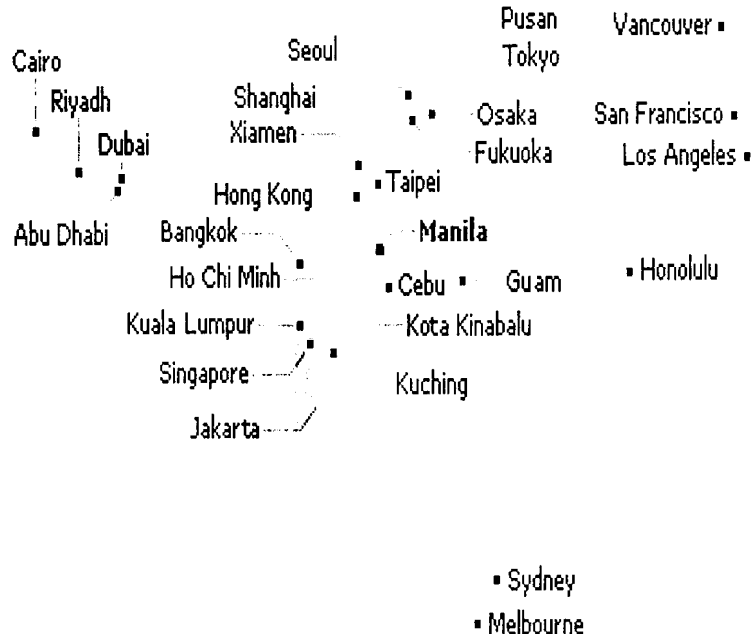 Pusan
Vancouver
Seoul
Tokyo
Cairo
Riyadh
Shanghai
Osaka
San Francisco
Xiamen
Dubai
Fukuoka
Los Angeles
Taipei
Hong Kong
Abu Dhabi
Bangkok
Manila
Ho Chi Minh
Cebu
Guam
Honolulu
Kuala Lumpur
Kota Kinabalu
Singapore
Kuching
Jakarta
Sydney
Melbourne